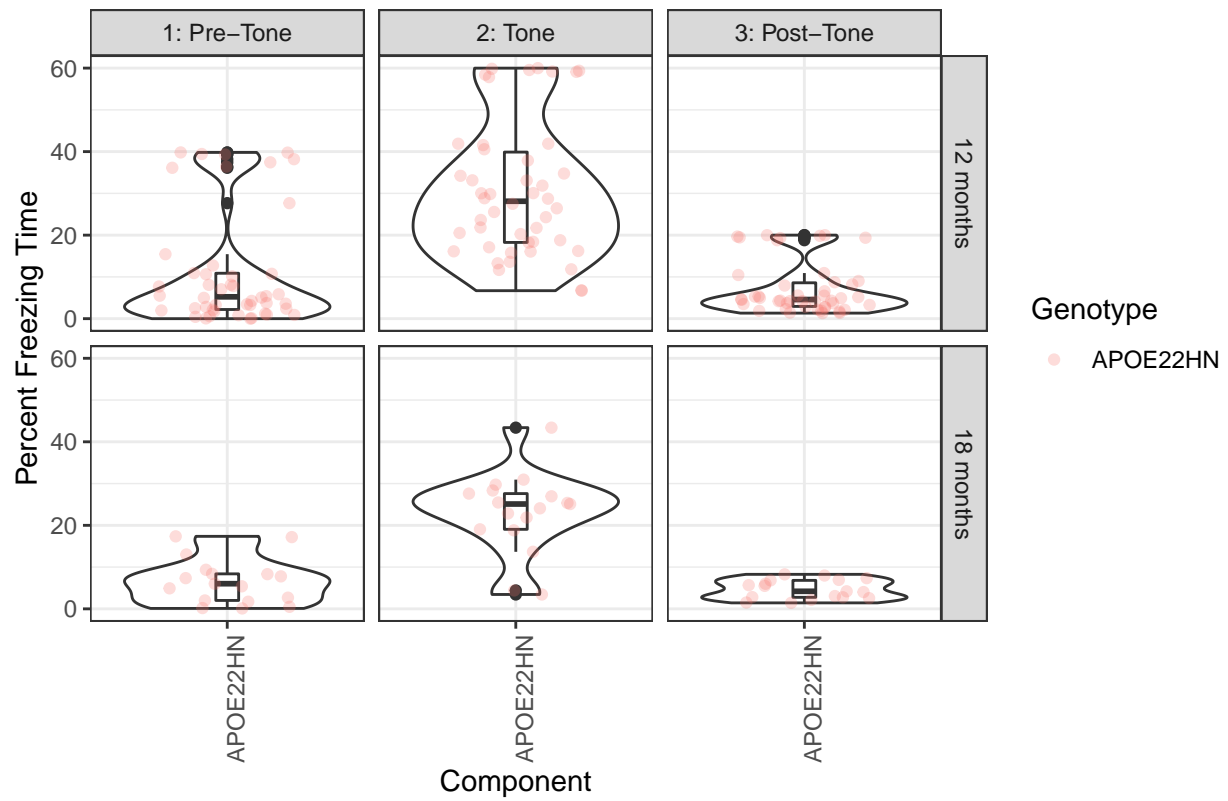 1: Pre−Tone
2: Tone
3: Post−Tone
60
40
20
0
12 months
60
40
20
0
18 months
Percent Freezing Time
APOE22HN
APOE22HN
APOE22HN
Component
Genotype
APOE22HN